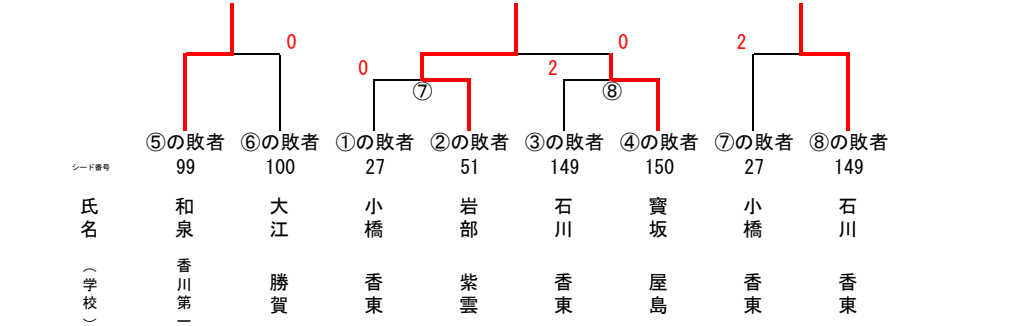 0 0 2
0 2
⑦ ⑧
⑤の敗者 ⑥の敗者 ①の敗者 ②の敗者 ③の敗者 ④の敗者 ⑦の敗者 ⑧の敗者
シード番号 99 100 27 51 149 150 27 149
氏名 和泉 大江 小橋 岩部 石川 寳坂 小橋 石川
（学校） 香川第一 勝賀 香東 紫雲 香東 屋島 香東 香東